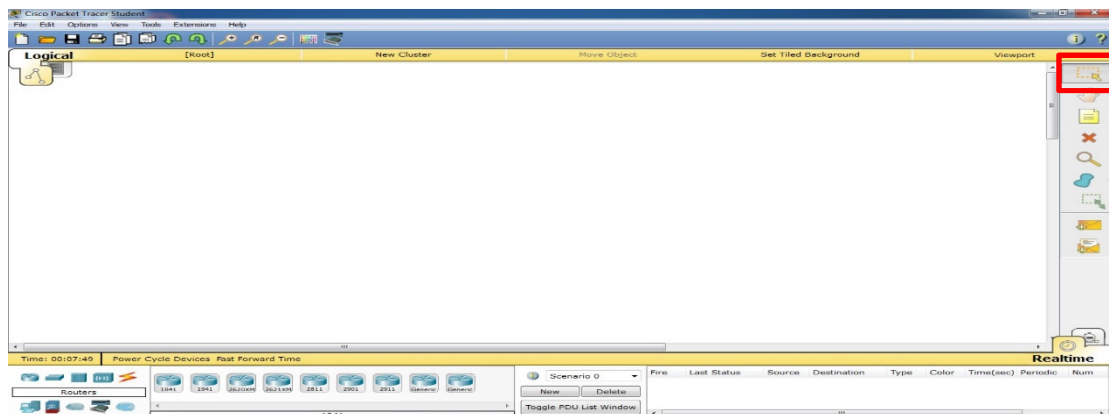 Cisco Packet Tracer Student
File Edit Options View Tools Extensions Help
Logical [Root] New Cluster Move Object Set Tiled Background Viewport
Time: 00:07:49 Power Cycle Devices Fast Forward Time Realtime
Scenario 0 Fire Last Status Source Destination Type Color Time(sec) Periodic Num
1841 1941 2620XM 2621XM 2811 2901 2911 Generic Generic
Routers New Delete
Toggle PDU List Window